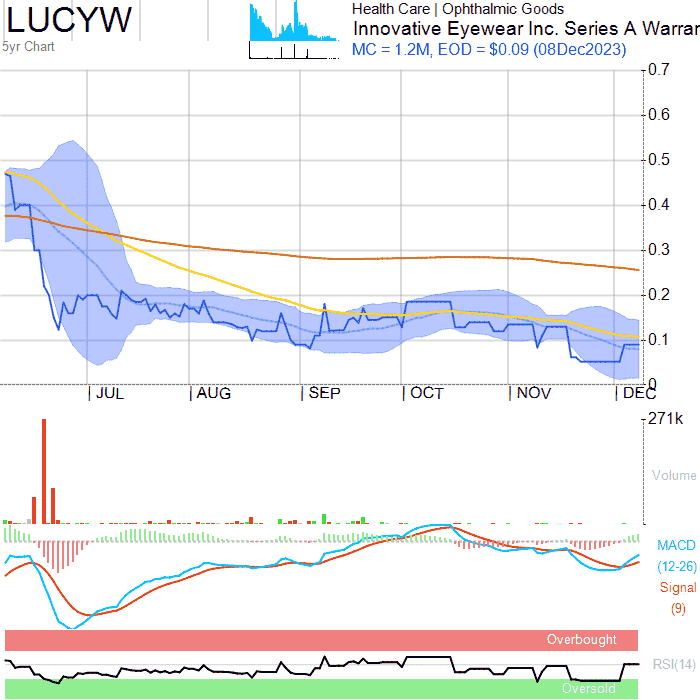 LUCYW
5yr Chart
Health Care | Ophthalmic Goods
Innovative Eyewear Inc. Series A Warrar
MC = 1.2M, EOD = $0.09 (08Dec2023)
0.7
0.6
0.5
0.4
0.3
0.2
0.1
0
JUL AUG SEP OCT NOV DEC
271k
Volume
MACD
(12-26)
Signal
(9)
Overbought
RSI(14)
Oversold